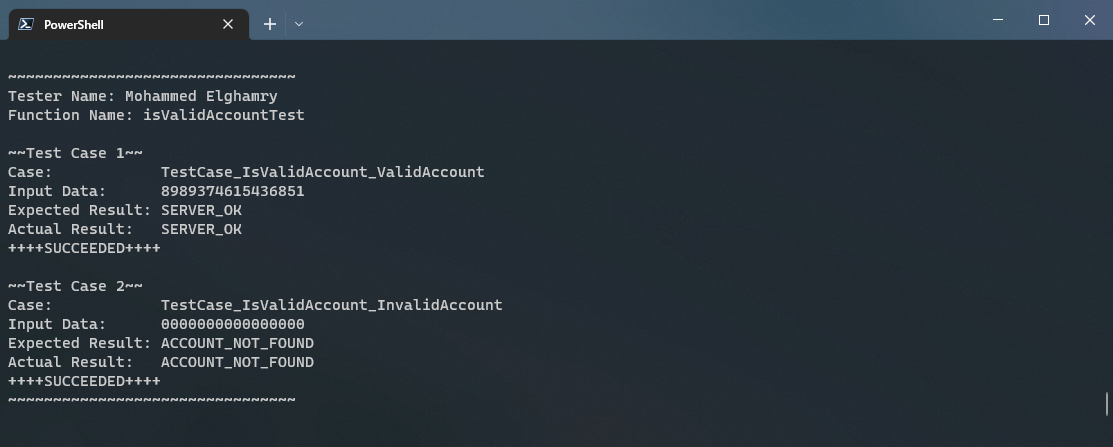 PowerShell
~~~~~~~~~~~~~~~~~~~~~~~~~~~~~~~~
Tester Name: Mohammed Elghamry
Function Name: isValidAccountTest
~~Test Case 1~~
Case:            TestCase_IsValidAccount_ValidAccount
Input Data:      8989374615436851
Expected Result: SERVER_OK
Actual Result:   SERVER_OK
++++SUCCEEDED++++
~~Test Case 2~~
Case:            TestCase_IsValidAccount_InvalidAccount
Input Data:      0000000000000000
Expected Result: ACCOUNT_NOT_FOUND
Actual Result:   ACCOUNT_NOT_FOUND
++++SUCCEEDED++++
~~~~~~~~~~~~~~~~~~~~~~~~~~~~~~~~